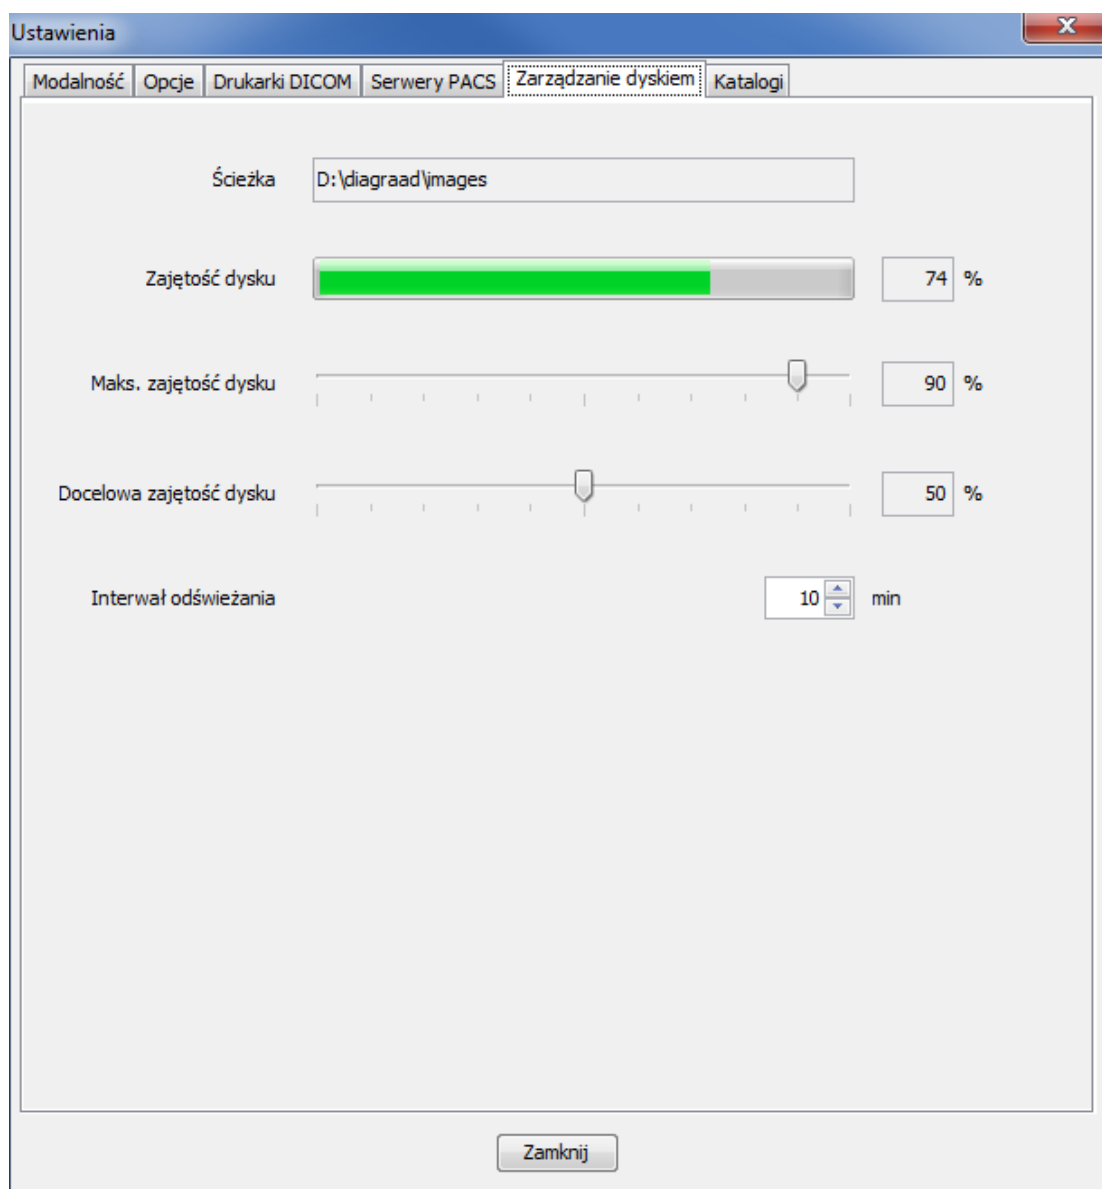 Ustawienia
Modalność Opcje Drukarki DICOM Serwery PACS Zarządzanie dyskiem Katalogi
Ścieżka D:\diagraad\images
Zajętość dysku 74 %
Maks. zajętość dysku 90 %
Docelowa zajętość dysku 50 %
Interwał odświeżania 10 min
Zamknij